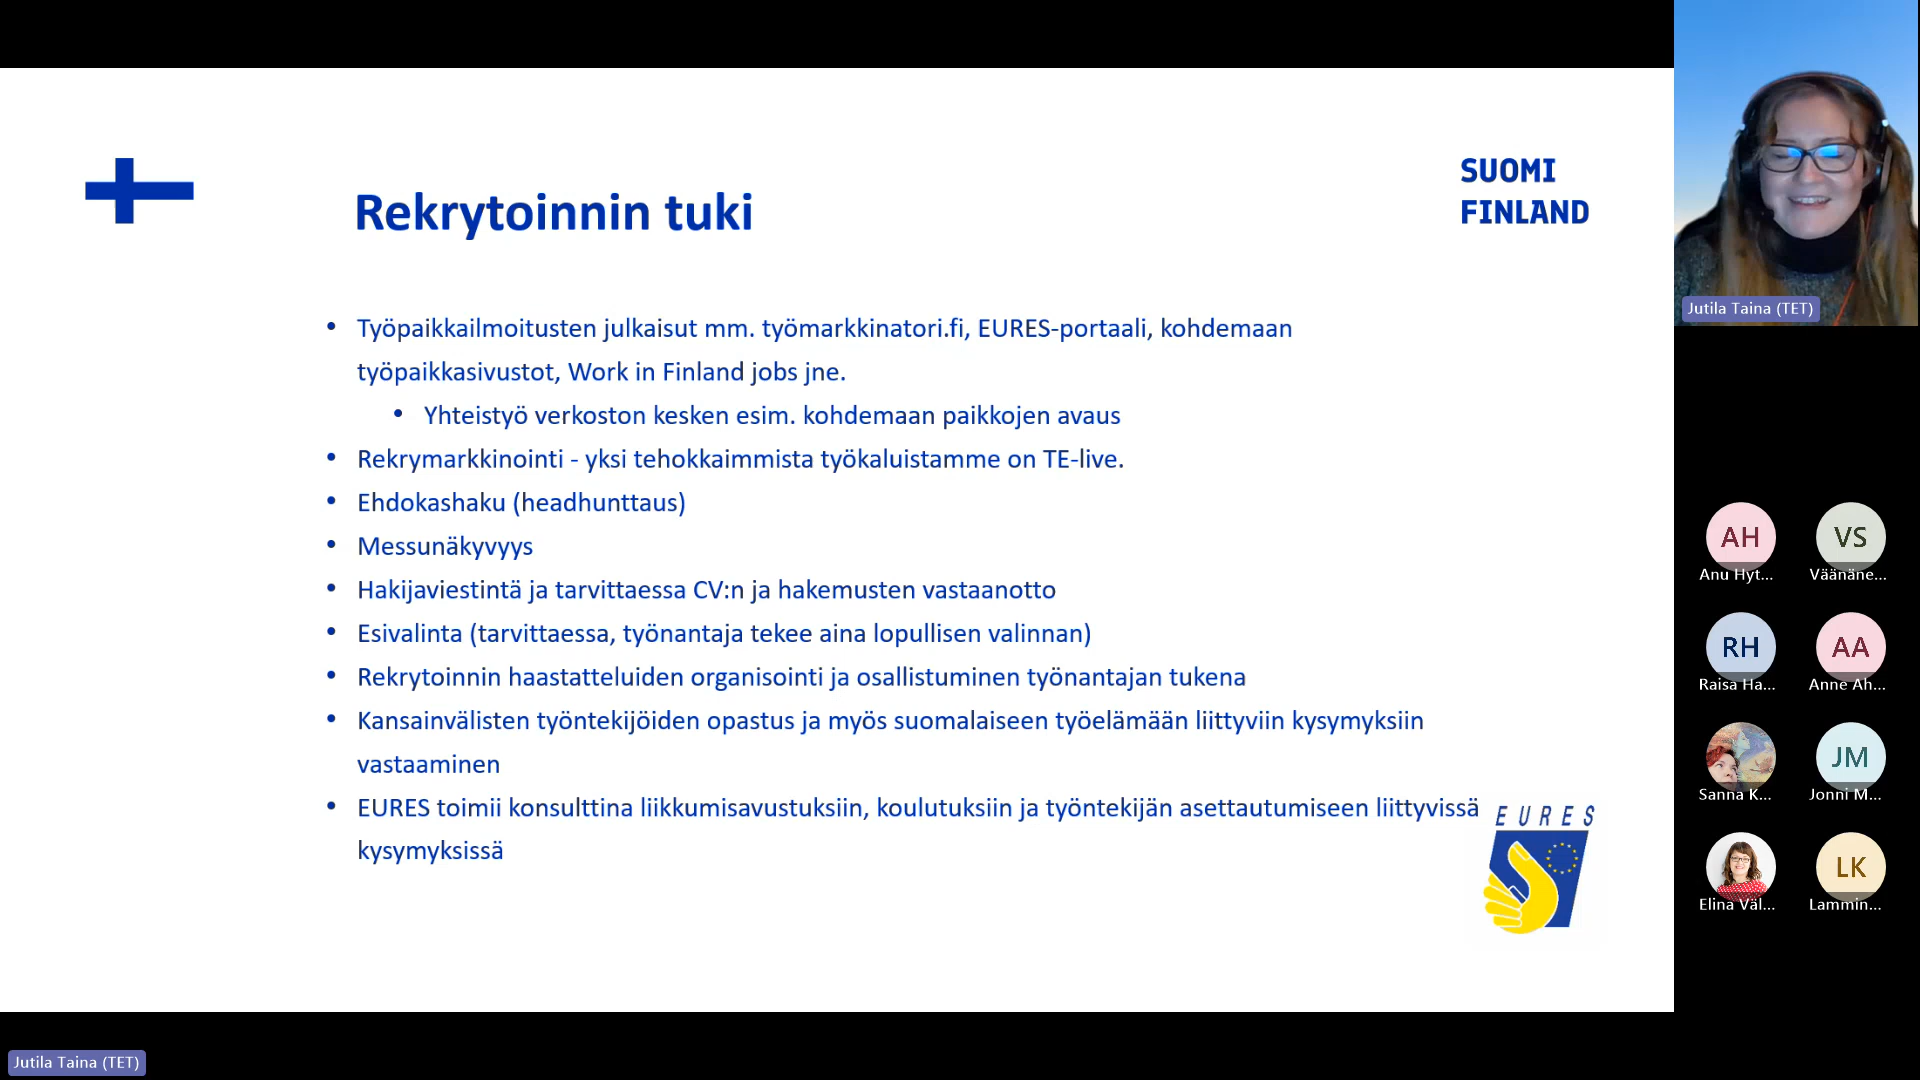 SUOMI
FINLAND
Rekrytoinnin tuki
• Työpaikkailmoitusten julkaisut mm. työmarkkinatori.fi, EURES-portaali, kohdemaan
työpaikkasivustot, Work in Finland jobs jne.
• Yhteistyö verkoston kesken esim. kohdemaan paikkojen avaus
• Rekrymarkkinointi - yksi tehokkaimmista työkaluistamme on TE-live.
• Ehdokashaku (headhunttaus)
• Messunäkyvyys
• Hakijaviestintä ja tarvittaessa CV:n ja hakemusten vastaanotto
• Esivalinta (tarvittaessa, työnantaja tekee aina lopullisen valinnan)
• Rekrytoinnin haastatteluiden organisointi ja osallistuminen työnantajan tukena
• Kansainvälisten työntekijöiden opastus ja myös suomalaiseen työelämään liittyviin kysymyksiin
vastaaminen
• EURES toimii konsulttina liikkumisavustuksiin, koulutuksiin ja työntekijän asettautumiseen liittyvissä
kysymyksissä
EURES
Jutila Taina (TET)
AH
Anu Hyt...
VS
Väänäne...
RH
Raisa Ha...
AA
Anne Ah...
Sanna K...
JM
Jonni M...
Elina Väl...
LK
Lammin...
Jutila Taina (TET)